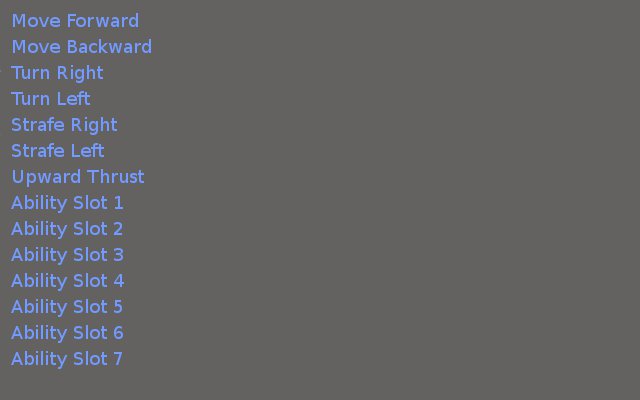 Move Forward
Move Backward
Turn Right
Turn Left
Strafe Right
Strafe Left
Upward Thrust
Ability Slot 1
Ability Slot 2
Ability Slot 3
Ability Slot 4
Ability Slot 5
Ability Slot 6
Ability Slot 7